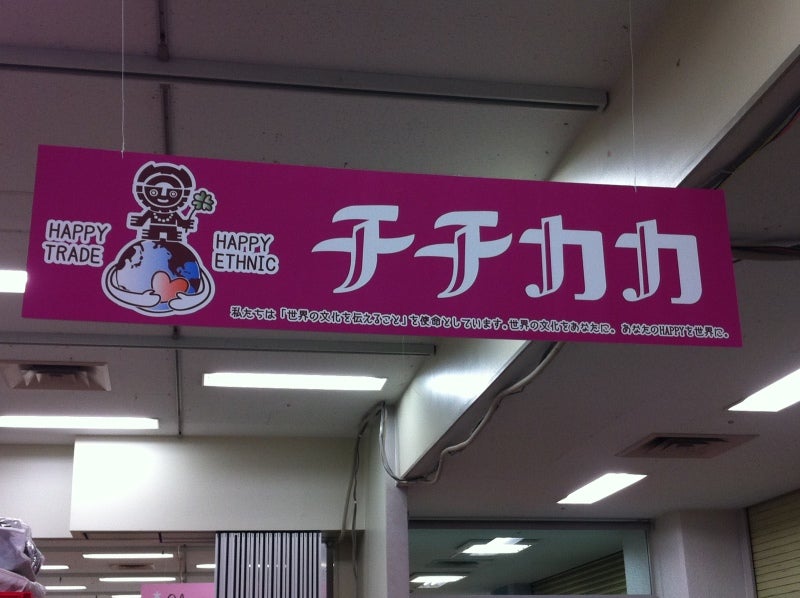 HAPPY
TRADE
HAPPY
ETHNIC
チチカカ
私たちは「世界の文化を伝えること」を使命としています。世界の文化をあなたに。あなたのHAPPYを世界に。